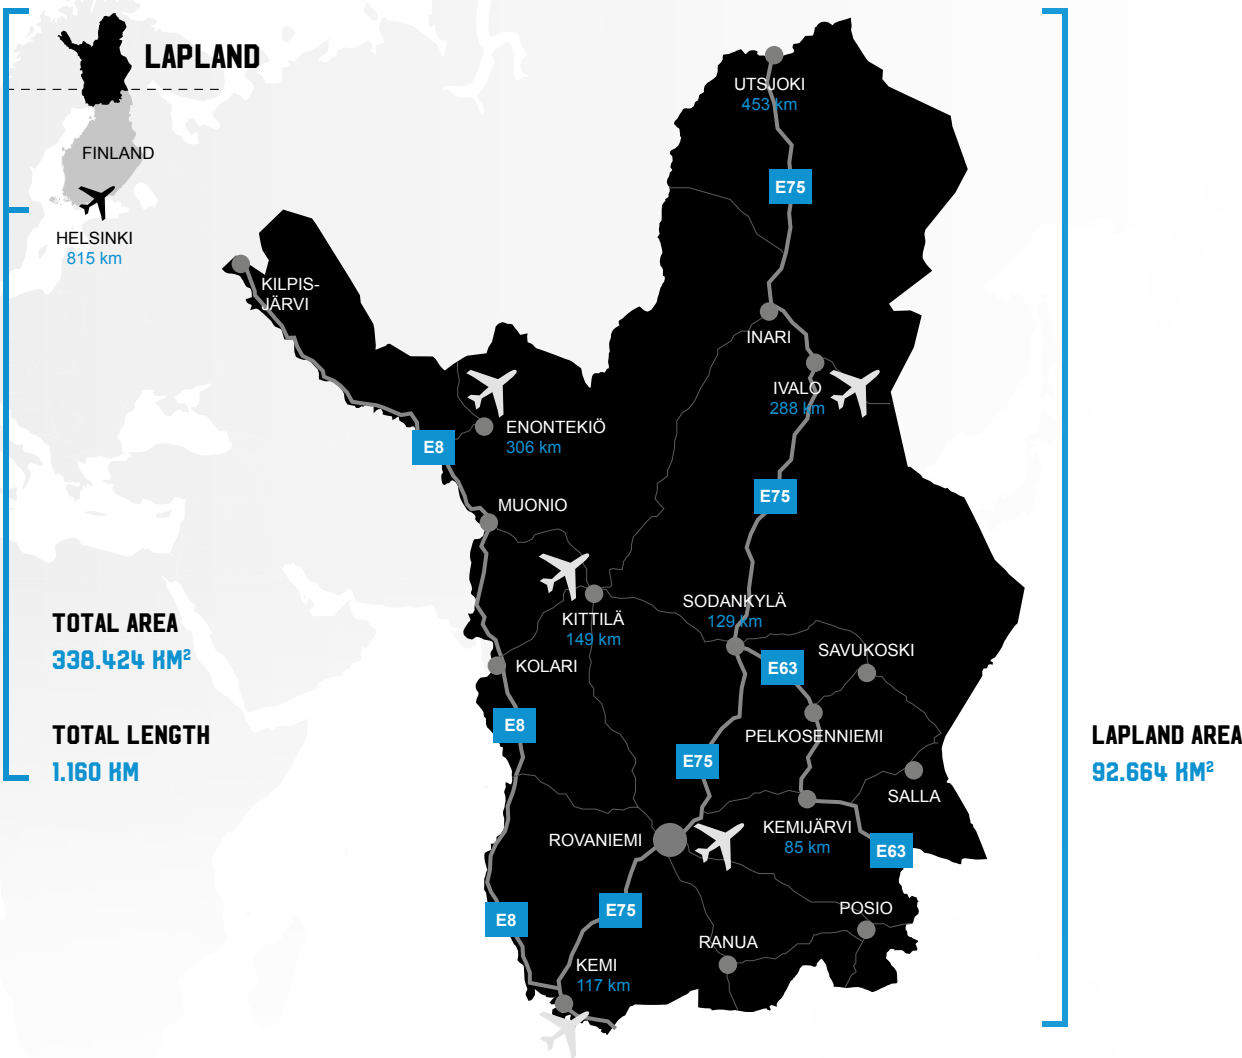 LAPLAND
FINLAND
HELSINKI
815 km
UTSJOKI
453 km
E75
KILPIS-
JÄRVI
INARI
IVALO
288 km
ENONTEKIÖ
306 km
E8
E75
MUONIO
KITTILÄ
149 km
SODANKYLÄ
129 km
SAVUKOSKI
E63
KOLARI
E8
PELKOSENNIEMI
E75
SALLA
KEMIJÄRVI
85 km
ROVANIEMI
E63
E8
E75
POSIO
RANUA
KEMI
117 km
TOTAL AREA
338.424 KM²
TOTAL LENGTH
1.160 KM
LAPLAND AREA
92.664 KM²